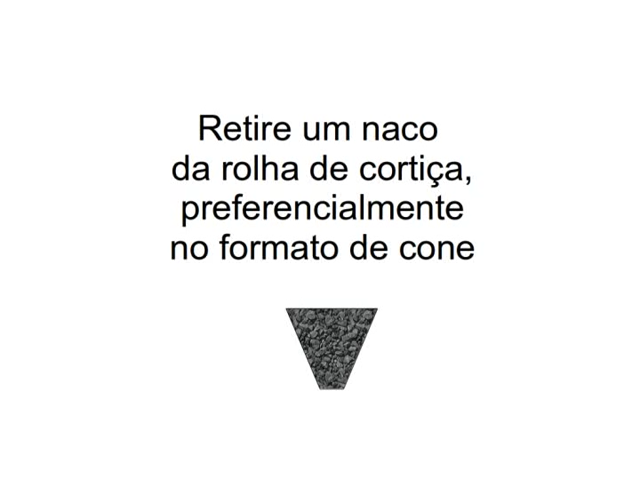 Retire um naco
da rolha de cortiça,
preferencialmente
no formato de cone